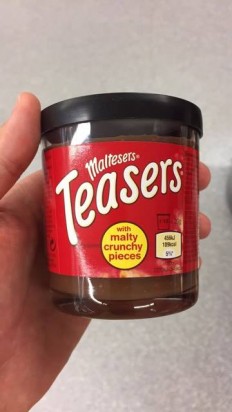 Maltesers®
Teasers
with
malty
crunchy
pieces